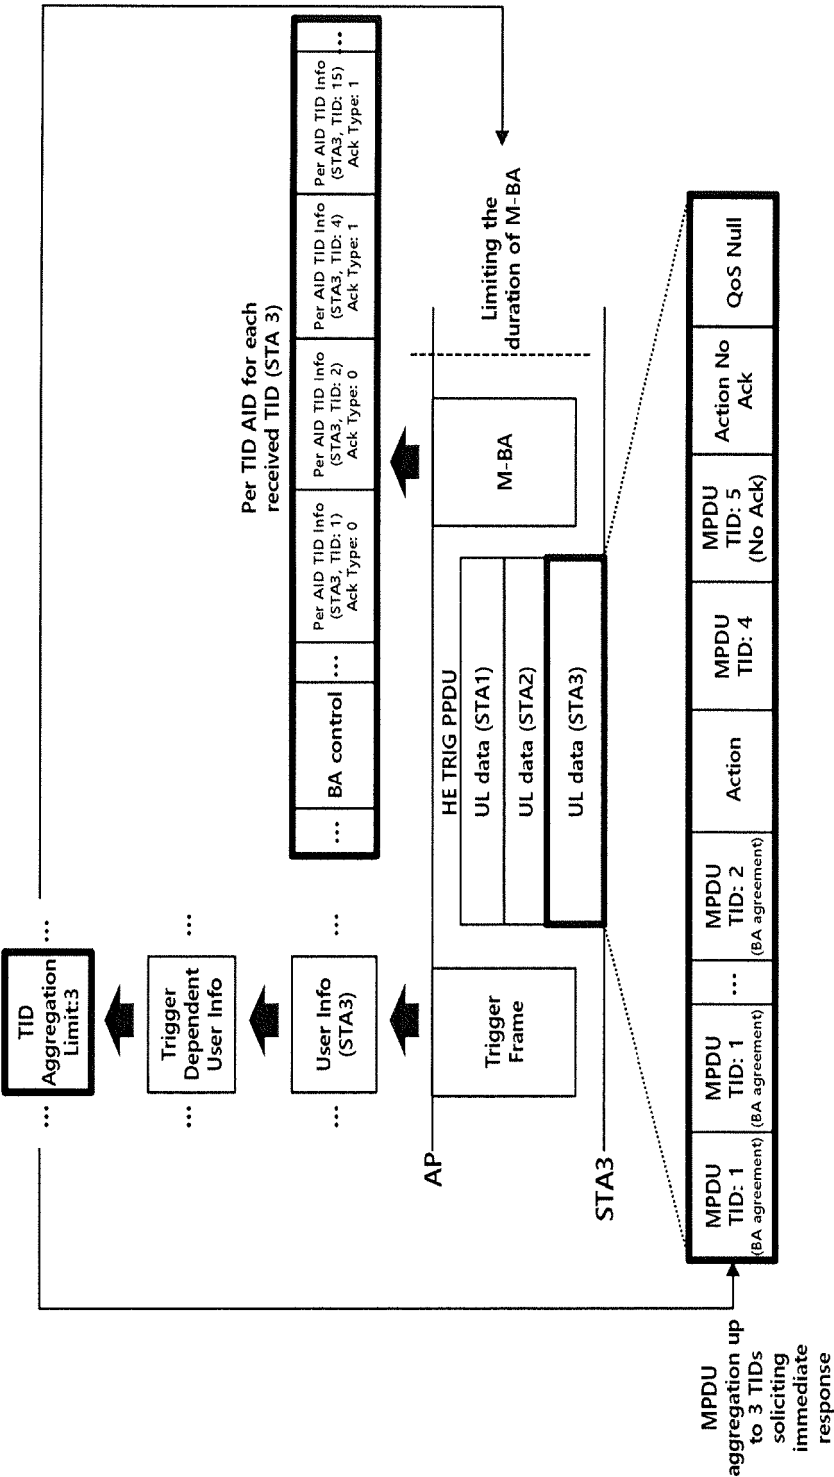 ...
TID
Aggregation
Limit:3
...
...
Trigger
Dependent
User Info
...
...
User Info
(STA3)
...
Per TID AID for each
received TID (STA 3)
...
BA control
...
Per AID TID Info
(STA3, TID: 1)
Ack Type: 0
Per AID TID Info
(STA3, TID: 2)
Ack Type: 0
Per AID TID Info
(STA3, TID: 4)
Ack Type: 1
Per AID TID Info
(STA3, TID: 15)
Ack Type: 1
...
AP
Trigger
Frame
HE TRIG PPDU
UL data (STA1)
UL data (STA2)
UL data (STA3)
M-BA
Limiting the
duration of M-BA
STA3
MPDU
aggregation up
to 3 TIDs
soliciting
immediate
response
MPDU
TID: 1
(BA agreement)
MPDU
TID: 1
(BA agreement)
...
MPDU
TID: 2
(BA agreement)
Action
MPDU
TID: 4
MPDU
TID: 5
(No Ack)
Action No
Ack
QoS Null